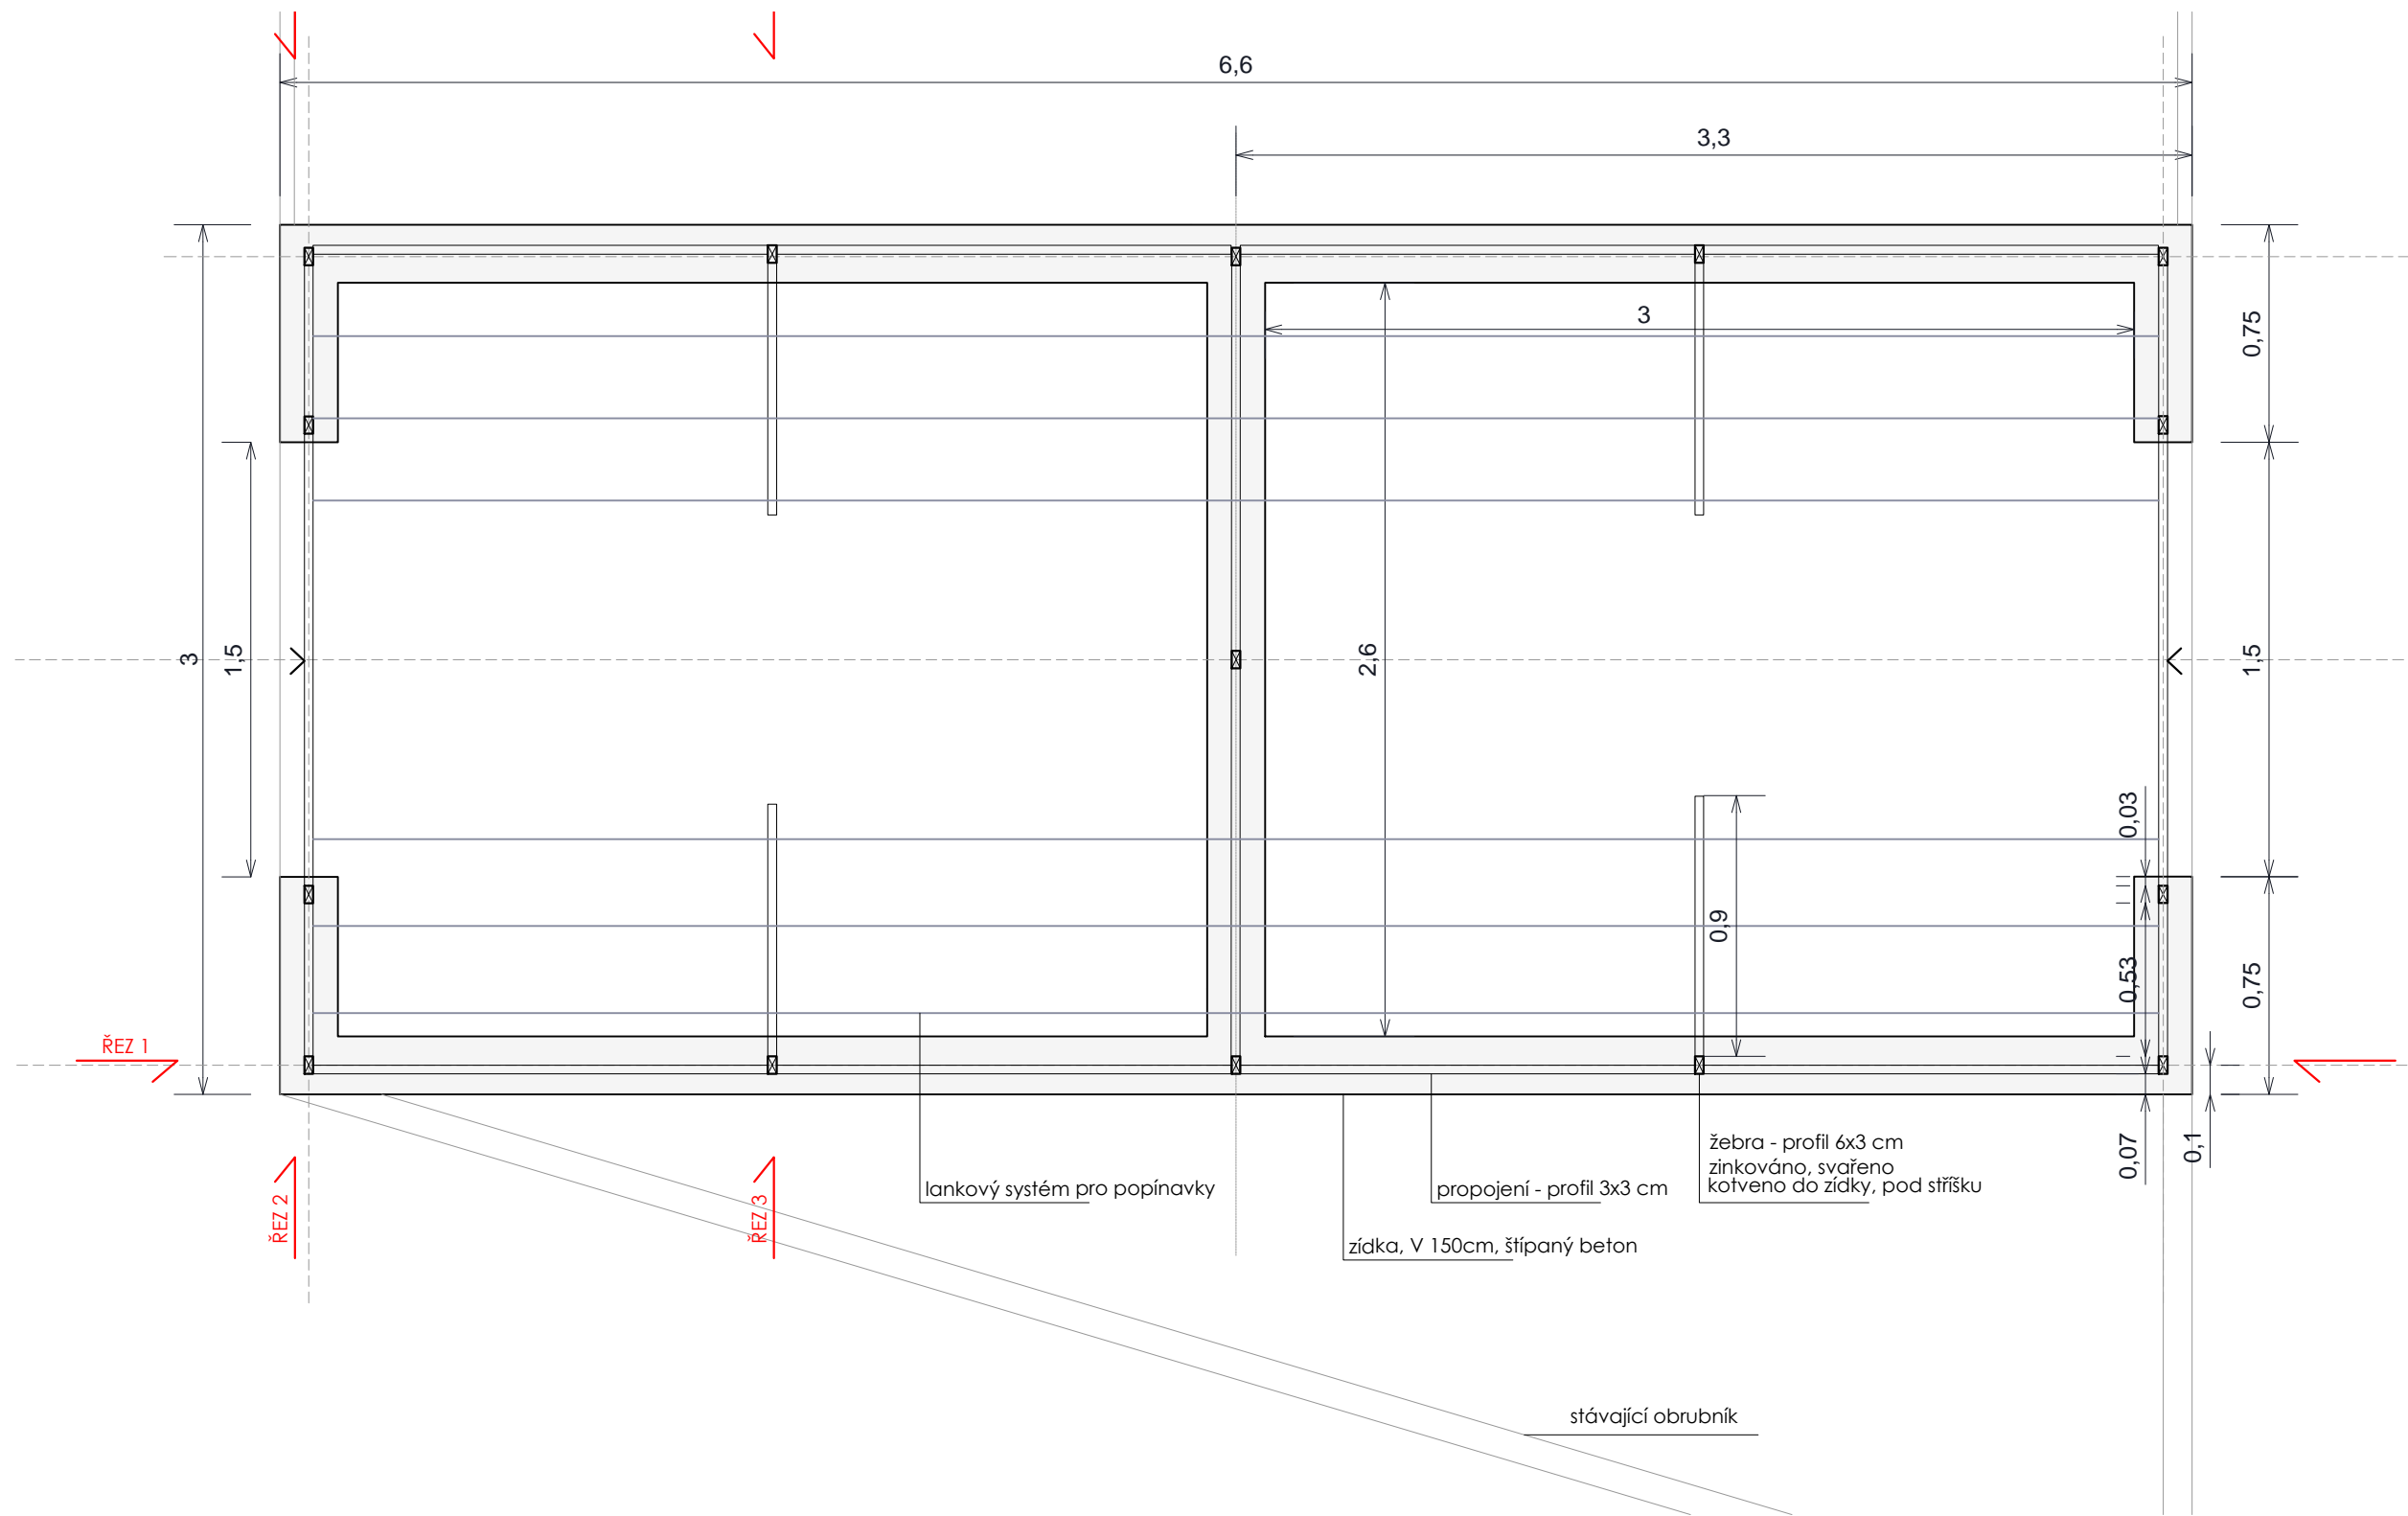 6,6
3,3
3
0,75
3
1,5
2,6
1,5
0,03
0,9
0,53
0,75
ŘEZ 1
0,07
0,1
žebra - profil 6x3 cm
zinkováno, svařeno
kotveno do zídky, pod stříšku
lankový systém pro popínavky
propojení - profil 3x3 cm
ŘEZ 2
ŘEZ 3
zídka, V 150cm, štípaný beton
stávající obrubník